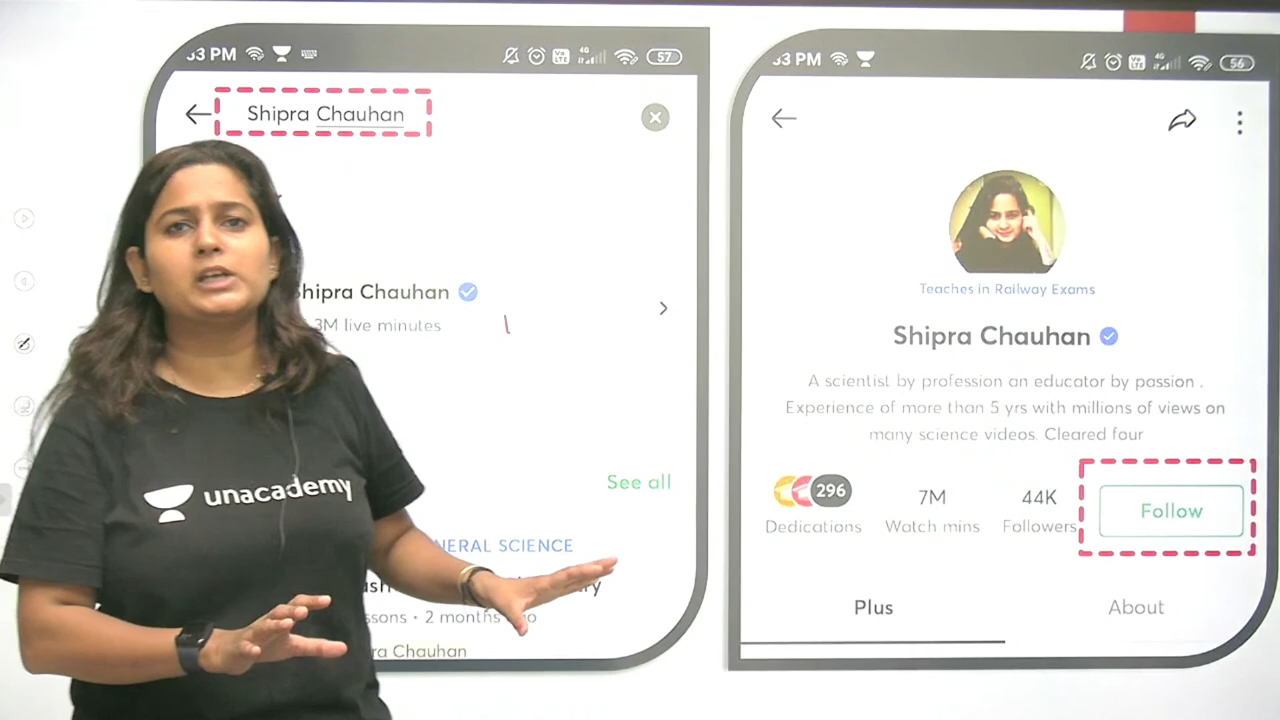 33 PM
57
Shipra Chauhan
Shipra Chauhan
3M live minutes
See all
NERAL SCIENCE
ssons • 2 months ago
ra Chauhan
unacademy
33 PM
56
Teaches in Railway Exams
Shipra Chauhan
A scientist by profession an educator by passion .
Experience of more than 5 yrs with millions of views on
many science videos. Cleared four
296
Dedications
7M
Watch mins
44K
Followers
Follow
Plus
About